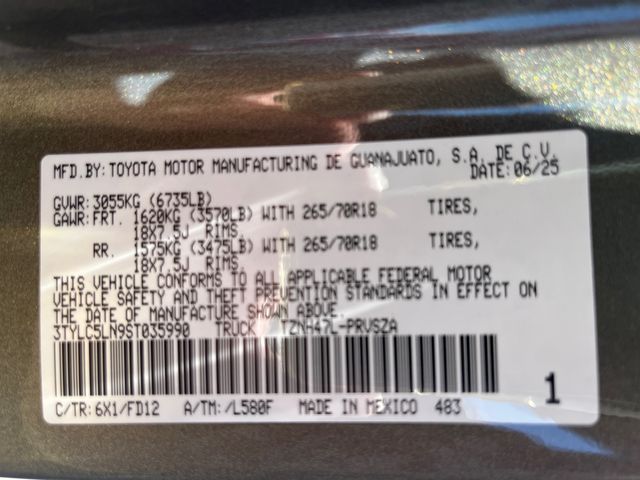 MFD.BY: TOYOTA MOTOR MANUFACTURING DE GUANAJUATO, S.A. DE C.V.
DATE: 06/25
GVWR: 3055KG (6735LB)
GAWR: FRT. 1620KG (3570LB) WITH 265/70R18 TIRES,
18X7.5J RIMS.
RR. 1575KG (3475LB) WITH 265/70R18 TIRES,
18X7.5J RIMS.
THIS VEHICLE CONFORMS TO ALL APPLICABLE FEDERAL MOTOR
VEHICLE SAFETY AND THEFT PREVENTION STANDARDS IN EFFECT ON
THE DATE OF MANUFACTURE SHOWN ABOVE.
3TYLC5LN9ST035990 TRUCK TZNH47L-PRVSZA
1
C/TR: 6X1/FD12 A/TM: /L580F MADE IN MEXICO 483